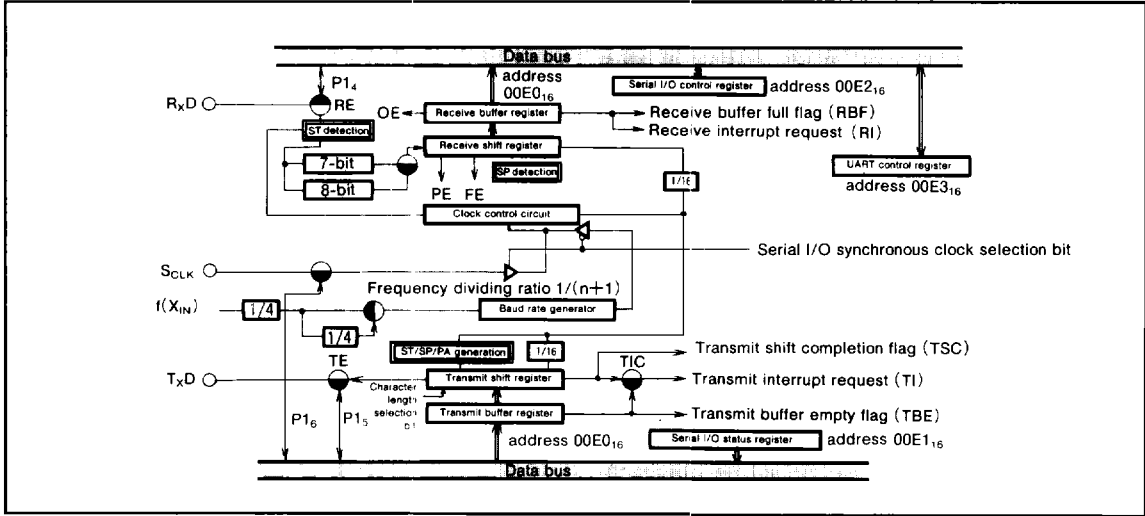 Data bus
P1₄
address
00E0₁₆
Serial I/O control register
address 00E2₁₆
RxD
RE
OE
Receive buffer register
Receive buffer full flag (RBF)
Receive interrupt request (RI)
ST detection
Receive shift register
7-bit
8-bit
SP detection
1/16
UART control register
address 00E3₁₆
PE
FE
Clock control circuit
Serial I/O synchronous clock selection bit
SCLK
Frequency dividing ratio 1/(n+1)
f(XIN)
1/4
Baud rate generator
1/4
ST/SP/PA generation
1/16
Transmit shift completion flag (TSC)
TE
TIC
TxD
Transmit shift register
Transmit interrupt request (TI)
Character
length
selection
Transmit buffer register
Transmit buffer empty flag (TBE)
P1₆
P1₅
address 00E0₁₆
Serial I/O status register
address 00E1₁₆
Data bus